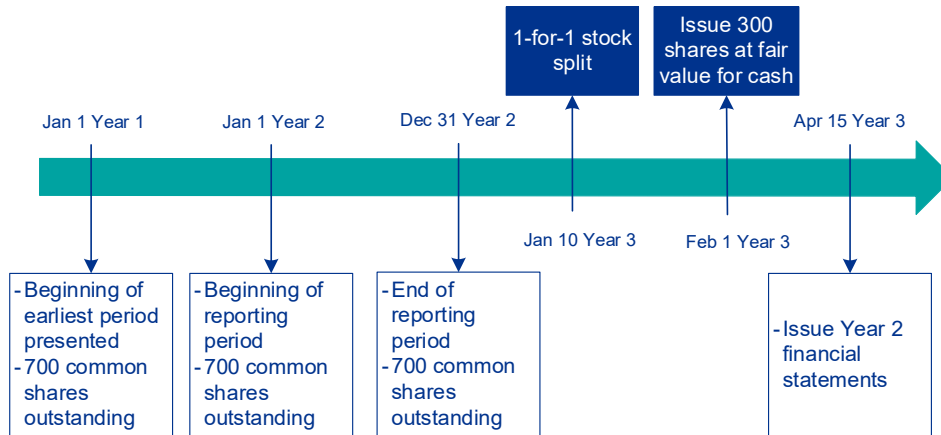 1-for-1 stock
split
Issue 300
shares at fair
value for cash
Jan 1 Year 1
Jan 1 Year 2
Dec 31 Year 2
Apr 15 Year 3
Jan 10 Year 3
Feb 1 Year 3
-Beginning of
earliest period
presented
-700 common
shares
outstanding
-Beginning of
reporting
period
-700 common
shares
outstanding
-End of
reporting
period
-700 common
shares
outstanding
-Issue Year 2
financial
statements